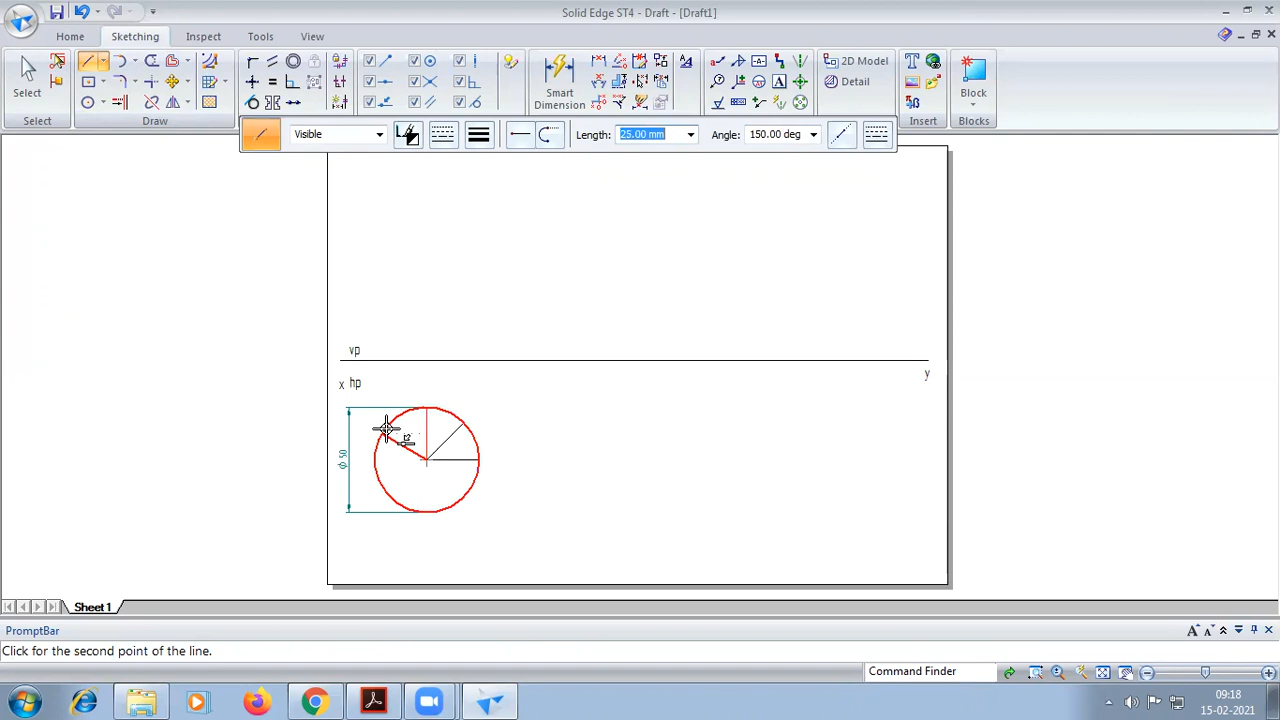 Solid Edge ST4 - Draft - [Draft1]
Home Sketching Inspect Tools View
Select
Smart
Dimension
2D Model
Detail
Block
Select Draw Insert Blocks
Visible Length: 25.00 mm Angle: 150.00 deg
vp
x hp
y
ϕ 50
Sheet 1
PromptBar
Click for the second point of the line.
Command Finder
09:18
15-02-2021